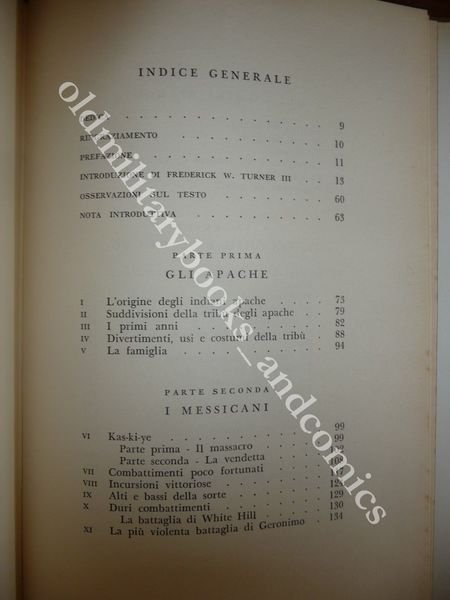 INDICE GENERALE
DEDICA 9
RINGRAZIAMENTO 10
PREFAZIONE 11
INTRODUZIONE DI FREDERICK W. TURNER III 13
OSSERVAZIONI SUL TESTO 60
NOTA INTRODUTTIVA 63
PARTE PRIMA
GLI APACHE
I L'origine degli indiani apache 73
II Suddivisioni della tribù degli apache 79
III I primi anni 82
IV Divertimenti, usi e costumi della tribù 88
V La famiglia 94
PARTE SECONDA
I MESSICANI
99
VI Kas-ki-ye 99
Parte prima - Il massacro
Parte seconda - La vendetta
VII Combattimenti poco fortunati 117
VIII Incursioni vittoriose
IX Alti e bassi della sorte 129
X Duri combattimenti 130
La battaglia di White Hill 134
XI La più violenta battaglia di Geronimo
oldmilitarybooks_andcomics